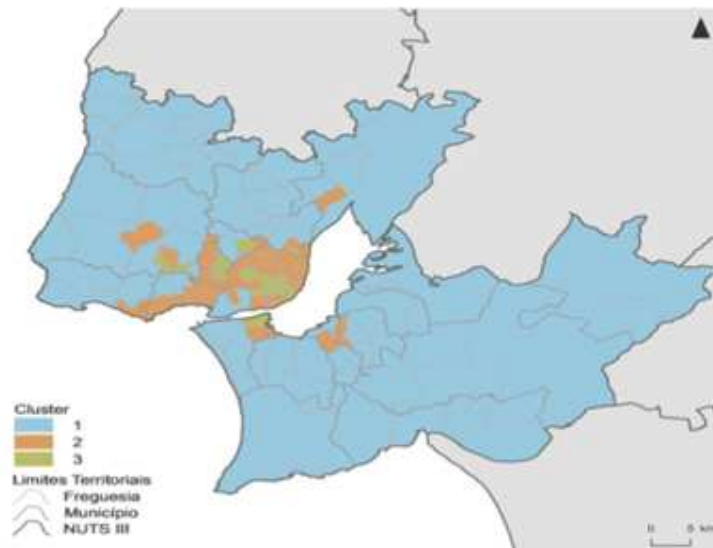 Cluster
1
2
3
Limites Territoriais
Freguesia
Município
NUTS III
0 5 km